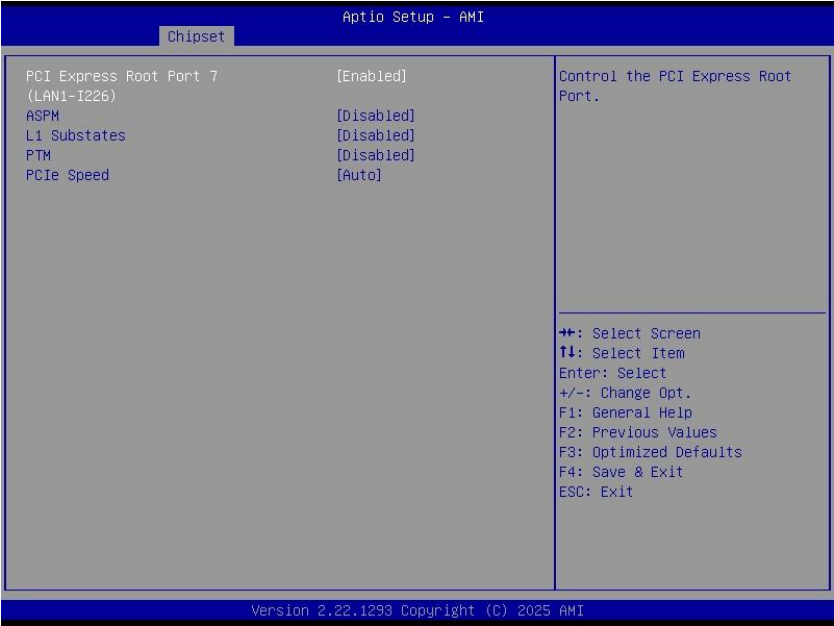 Aptio Setup – AMI
Chipset
PCI Express Root Port 7 [Enabled]
(LAN1-I226)
ASPM [Disabled]
L1 Substates [Disabled]
PTM [Disabled]
PCIe Speed [Auto]
Control the PCI Express Root
Port.
→←: Select Screen
↑↓: Select Item
Enter: Select
+/-: Change Opt.
F1: General Help
F2: Previous Values
F3: Optimized Defaults
F4: Save & Exit
ESC: Exit
Version 2.22.1293 Copyright (C) 2025 AMI